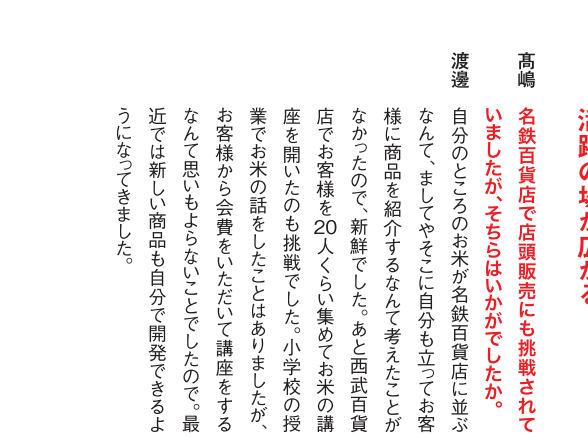 の場が広がる
髙嶋
名鉄百貨店で店頭販売にも挑戦されて
いましたが、そちらはいかがでしたか。
渡邊
自分のところのお米が名鉄百貨店に並ぶ
なんて、ましてやそこに自分も立ってお客
様に商品を紹介するなんて考えたことが
なかったので、新鮮でした。あと西武百貨
店でお客様を20人くらい集めてお米の講
座を開いたのも挑戦でした。小学校の授
業でお米の話をしたことはありましたが、
お客様から会費をいただいて講座をする
なんて思いもよらないことでしたので。最
近では新しい商品も自分で開発できるよ
うになってきました。